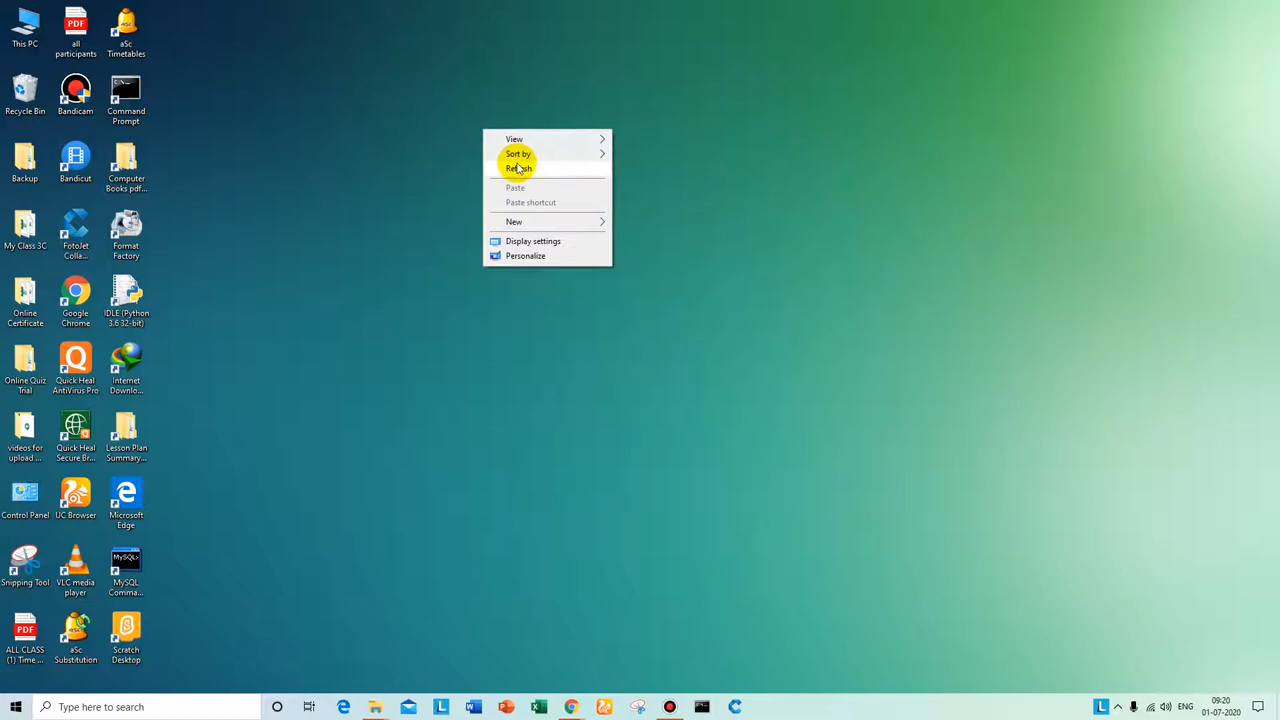 This PC
all
participants
aSc
Timetables
Recycle Bin
Bandicam
Command
Prompt
Backup
Bandicut
Computer
Books pdf...
My Class 3C
FotoJet
Colla...
Format
Factory
Online
Certificate
Google
Chrome
IDLE (Python
3.6 32-bit)
Online Quiz
Trial
Quick Heal
AntiVirus Pro
Internet
Downlo...
videos for
upload ...
Quick Heal
Secure Br...
Lesson Plan
Summary...
Control Panel
UC Browser
Microsoft
Edge
Snipping Tool
VLC media
player
MySQL
Comma...
ALL CLASS
(1) Time ...
aSc
Substitution
Scratch
Desktop
View
Sort by
Refresh
Paste
Paste shortcut
New
Display settings
Personalize
Type here to search
ENG
09:20
01-07-2020